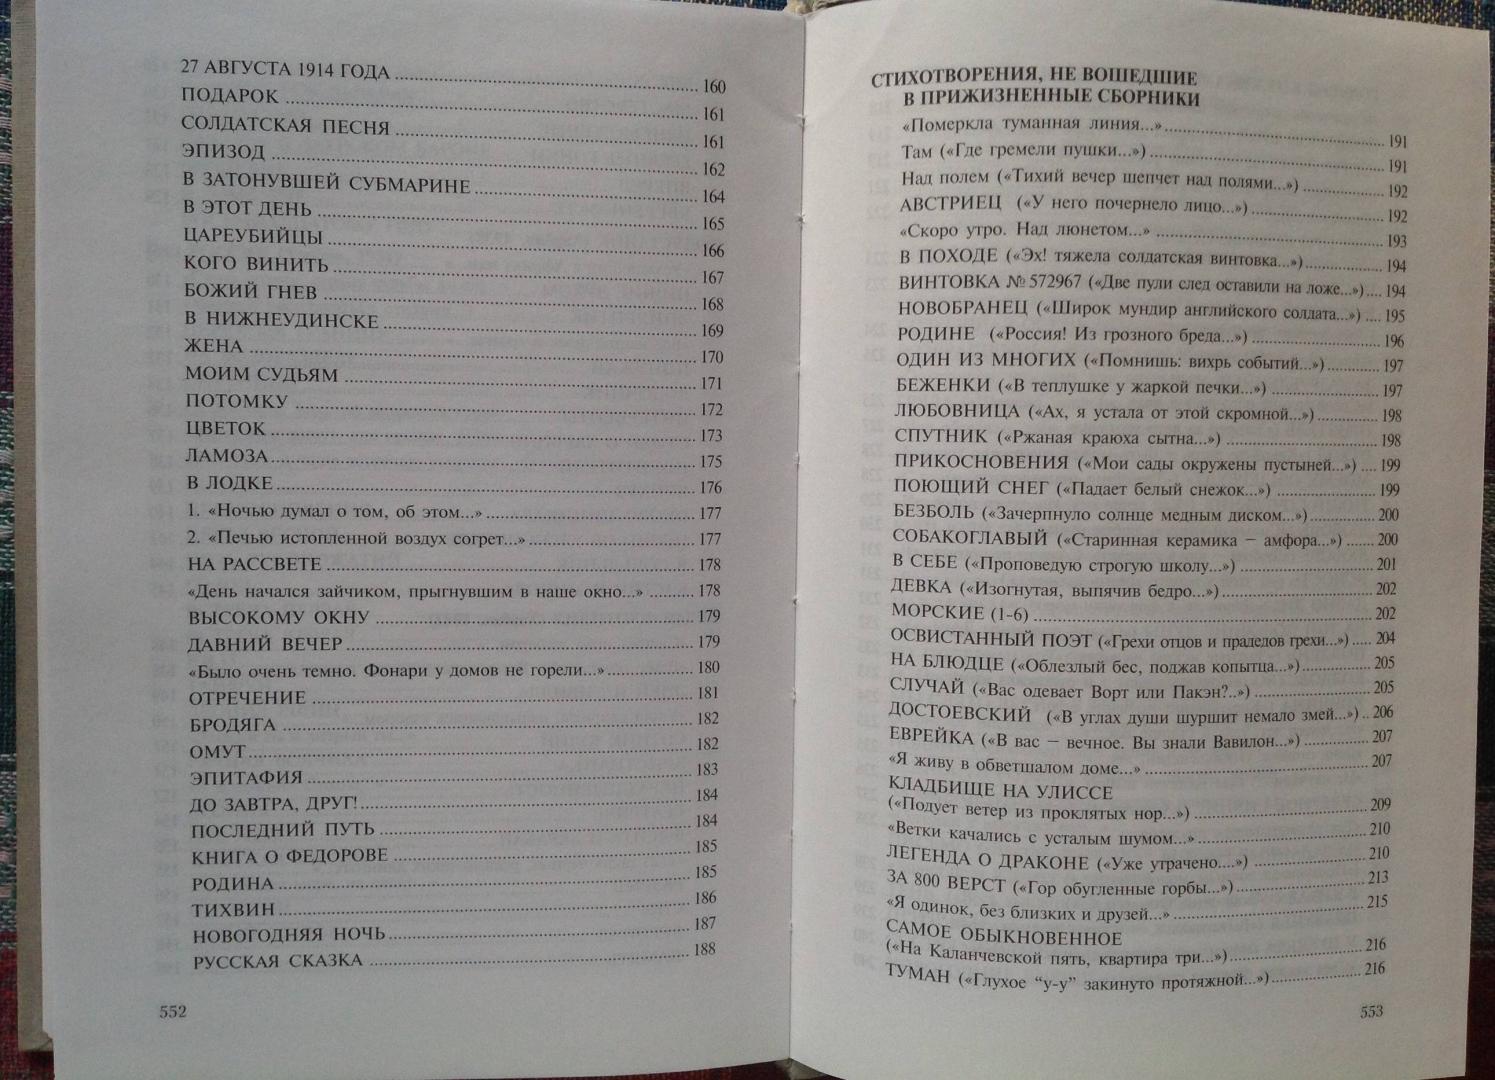 27 АВГУСТА 1914 ГОДА ... 160
ПОДАРОК ... 161
СОЛДАТСКАЯ ПЕСНЯ ... 161
ЭПИЗОД ... 162
В ЗАТОНУВШЕЙ СУБМАРИНЕ ... 164
В ЭТОТ ДЕНЬ ... 165
ЦАРЕУБИЙЦЫ ... 166
КОГО ВИНИТЬ ... 167
БОЖИЙ ГНЕВ ... 168
В НИЖНЕУДИНСКЕ ... 169
ЖЕНА ... 170
МОИМ СУДЬЯМ ... 171
ПОТОМКУ ... 172
ЦВЕТОК ... 173
ЛАМОЗА ... 175
В ЛОДКЕ ... 176
1. «Ночью думал о том, об этом...» ... 177
2. «Печью истопленной воздух согрет...» ... 177
НА РАССВЕТЕ ... 178
«День начался зайчиком, прыгнувшим в наше окно...» ... 178
ВЫСОКОМУ ОКНУ ... 179
ДАВНИЙ ВЕЧЕР ... 179
«Было очень темно. Фонари у домов не горели...» ... 180
ОТРЕЧЕНИЕ ... 181
БРОДЯГА ... 182
ОМУТ ... 182
ЭПИТАФИЯ ... 183
ДО ЗАВТРА, ДРУГ! ... 184
ПОСЛЕДНИЙ ПУТЬ ... 184
КНИГА О ФЕДОРОВЕ ... 185
РОДИНА ... 185
ТИХВИН ... 186
НОВОГОДНЯЯ НОЧЬ ... 187
РУССКАЯ СКАЗКА ... 188
552
СТИХОТВОРЕНИЯ, НЕ ВОШЕДШИЕ
В ПРИЖИЗНЕННЫЕ СБОРНИКИ
«Померкла туманная линия...» ... 191
Там («Где гремели пушки...») ... 191
Над полем («Тихий вечер шепчет над полями...») ... 192
АВСТРИЕЦ («У него почернело лицо...») ... 192
«Скоро утро. Над люнетом...» ... 193
В ПОХОДЕ («Эх! тяжела солдатская винтовка...») ... 194
ВИНТОВКА № 572967 («Две пули след оставили на ложе...») ... 194
НОВОБРАНЕЦ («Широк мундир английского солдата...») ... 195
РОДИНЕ («Россия! Из грозного бреда...») ... 196
ОДИН ИЗ МНОГИХ («Помнишь: вихрь событий...») ... 197
БЕЖЕНКИ («В теплушке у жаркой печки...») ... 197
ЛЮБОВНИЦА («Ах, я устала от этой скромной...») ... 198
СПУТНИК («Ржаная краюха сытна...») ... 198
ПРИКОСНОВЕНИЯ («Мои сады окружены пустыней...») ... 199
ПОЮЩИЙ СНЕГ («Падает белый снежок...») ... 199
БЕЗБОЛЬ («Зачерпнуло солнце медным диском...») ... 200
СОБАКОГЛАВЫЙ («Старинная керамика – амфора...») ... 200
В СЕБЕ («Проповедую строгую школу...») ... 201
ДЕВКА («Изогнутая, выпячив бедро...») ... 202
МОРСКИЕ (1-6) ... 202
ОСВИСТАННЫЙ ПОЭТ («Грехи отцов и прадедов грехи...») ... 204
НА БЛЮДЦЕ («Облезлый бес, поджав копытца...») ... 205
СЛУЧАЙ («Вас одевает Ворт или Пакэн?..») ... 205
ДОСТОЕВСКИЙ («В углах души шуршит немало змей...») .. 206
ЕВРЕЙКА («В вас – вечное. Вы знали Вавилон...») ... 207
«Я живу в обветшалом доме...» ... 207
КЛАДБИЩЕ НА УЛИССЕ
(«Подует ветер из проклятых нор...») ... 209
«Ветки качались с усталым шумом...» ... 210
ЛЕГЕНДА О ДРАКОНЕ («Уже утрачено....») ... 210
ЗА 800 ВЕРСТ («Гор обугленные горбы...») ... 213
«Я одинок, без близких и друзей...» ... 215
САМОЕ ОБЫКНОВЕННОЕ
(«На Каланчевской пять, квартира три...») ... 216
ТУМАН («Глухое “у-у” закинуто протяжной...») ... 216
553